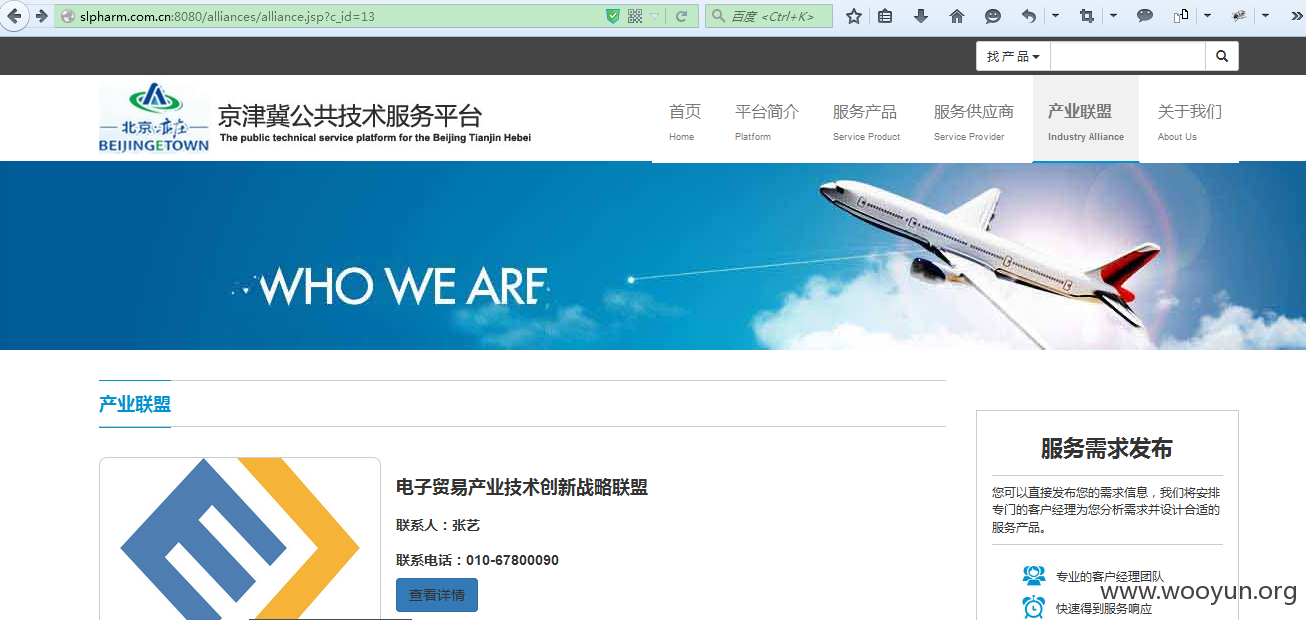 slpharm.com.cn:8080/alliances/alliance.jsp?c_id=13
百度 <Ctrl+K>
找产品
北京·亦庄
BEIJINGETOWN
京津冀公共技术服务平台
The public technical service platform for the Beijing Tianjin Hebei
首页
Home
平台简介
Platform
服务产品
Service Product
服务供应商
Service Provider
产业联盟
Industry Alliance
关于我们
About Us
WHO WE ARE
产业联盟
电子贸易产业技术创新战略联盟
联系人：张艺
联系电话：010-67800090
查看详情
服务需求发布
您可以直接发布您的需求信息，我们将安排
专门的客户经理为您分析需求并设计合适的
服务产品。
专业的客户经理团队
快速得到服务响应
www.wooyun.org